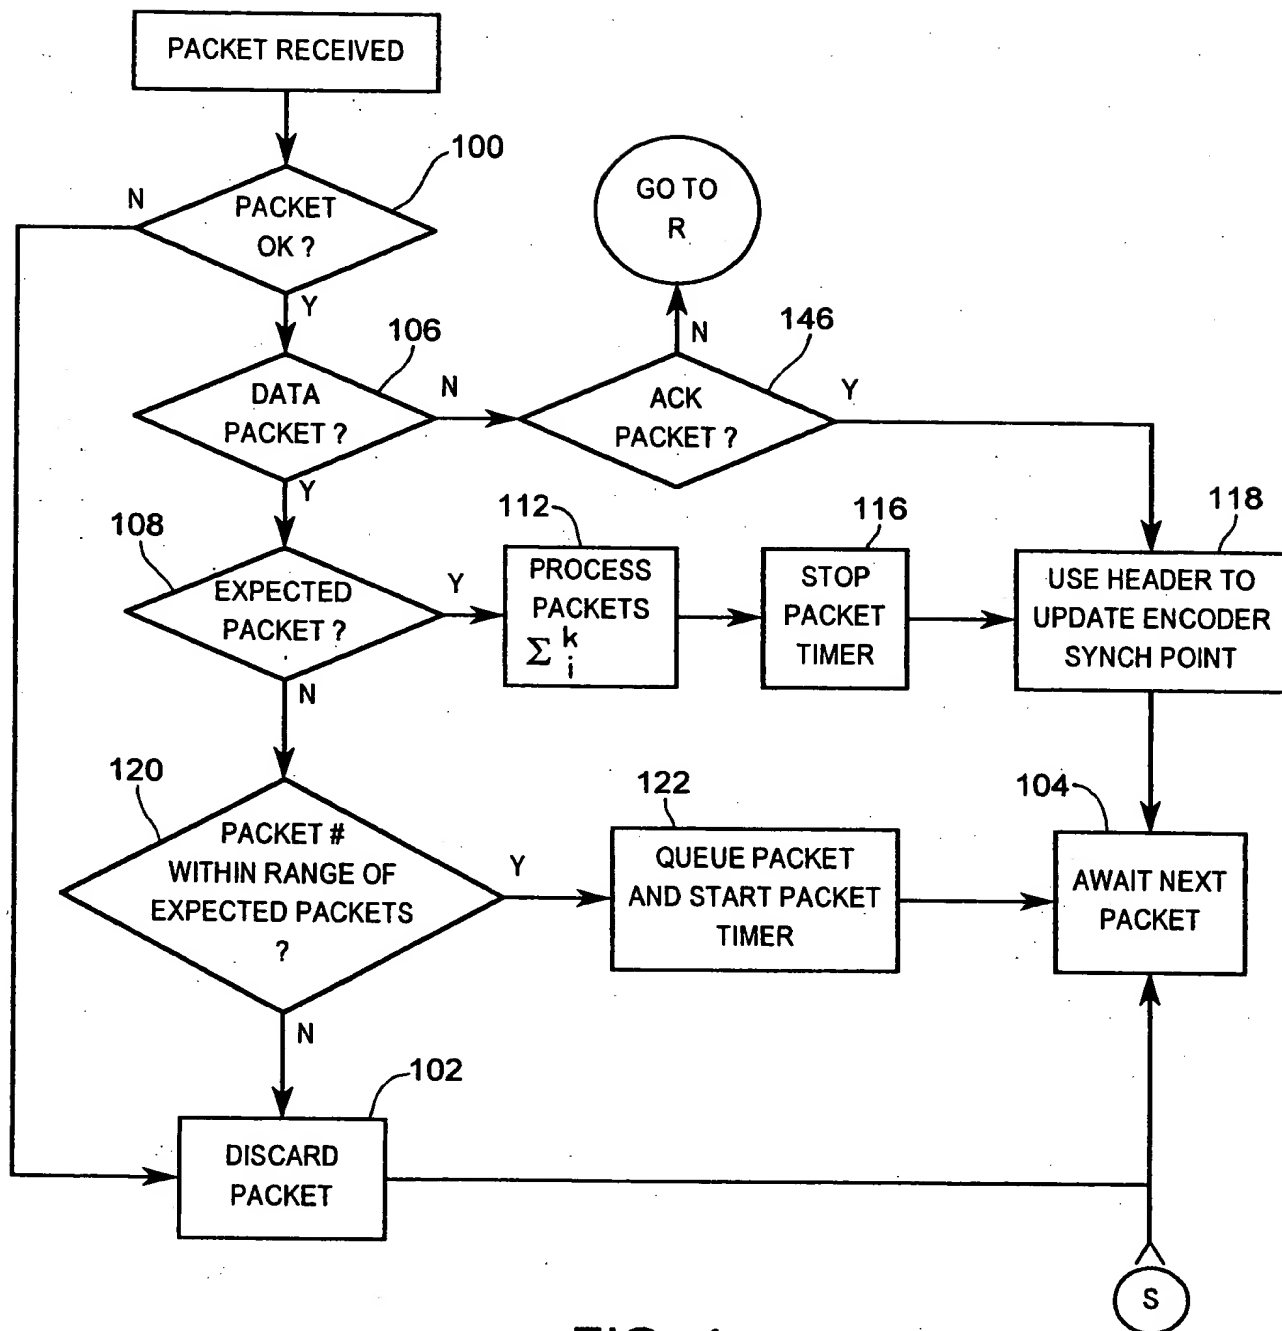 PACKET RECEIVED
100
N
PACKET
OK ?
GO TO
R
Y
106
N
146
DATA
PACKET ?
N
ACK
PACKET ?
Y
Y
108
112
116
118
EXPECTED
PACKET ?
Y
PROCESS
PACKETS
Σ k i
STOP
PACKET
TIMER
USE HEADER TO
UPDATE ENCODER
SYNCH POINT
N
120
122
104
PACKET #
WITHIN RANGE OF
EXPECTED PACKETS
?
Y
QUEUE PACKET
AND START PACKET
TIMER
AWAIT NEXT
PACKET
N
102
DISCARD
PACKET
S